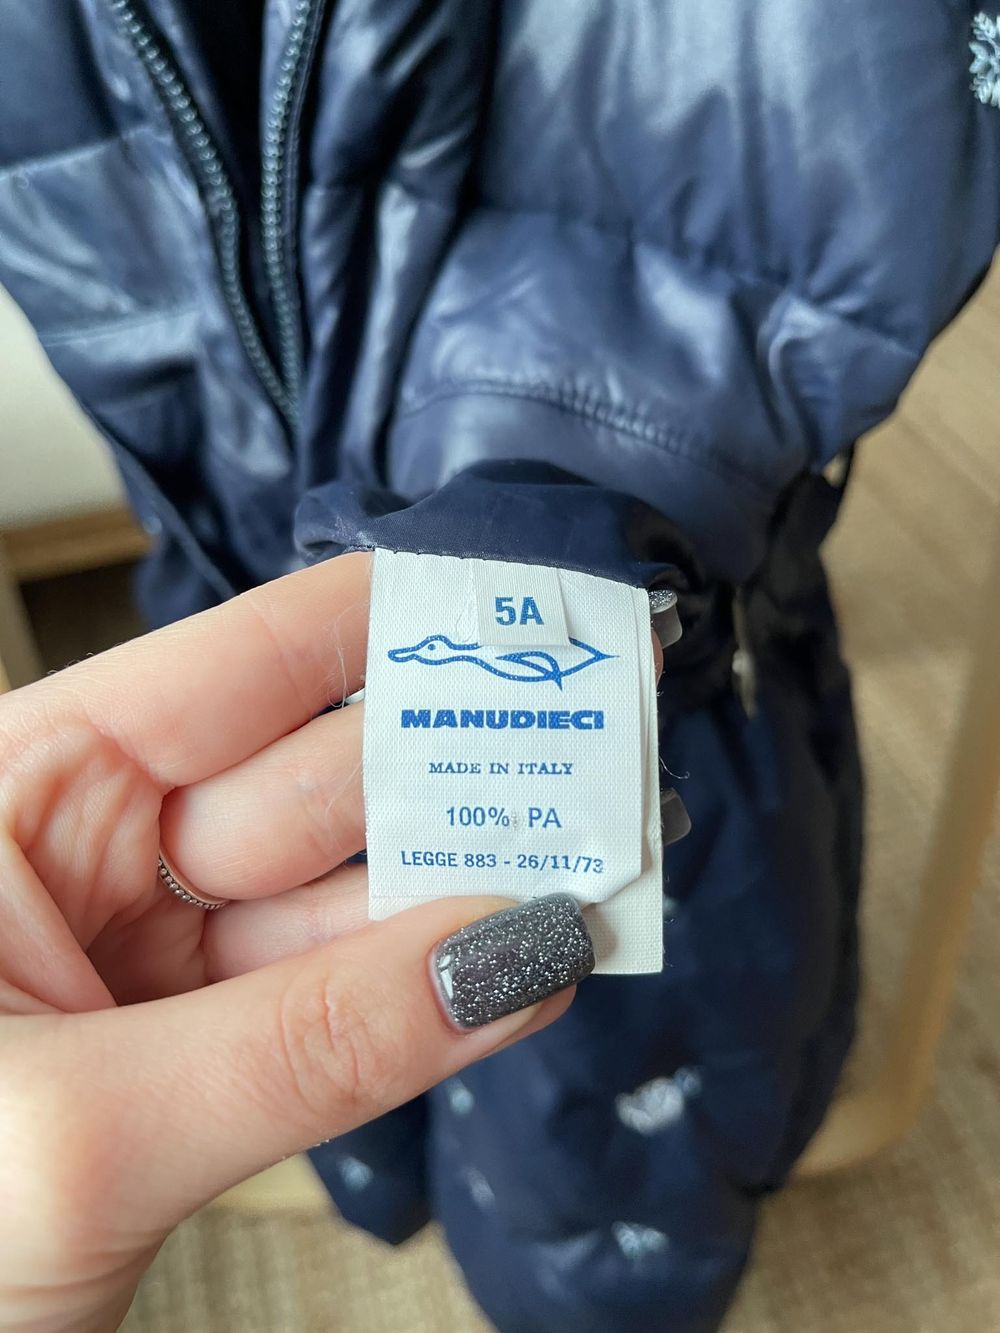 5A
MANUDIECI
MADE IN ITALY
100% PA
LEGGE 883 - 26/11/73